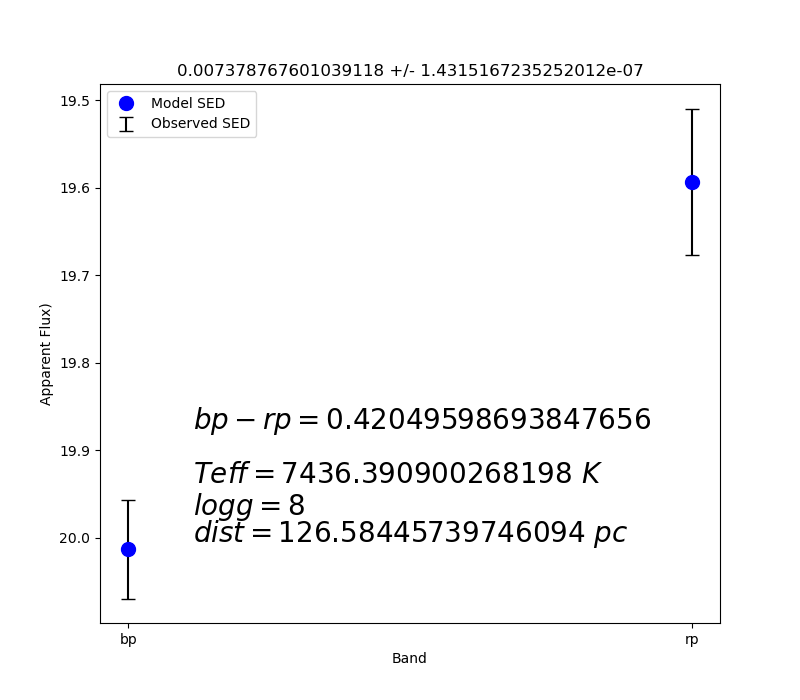 0.007378767601039118 +/- 1.4315167235252012e-07
Model SED
Observed SED
19.5
19.6
19.7
19.8
19.9
20.0
Apparent Flux)
bp − rp = 0.42049598693847656
Teff = 7436.390900268198 K
logg = 8
dist = 126.58445739746094 pc
bp
rp
Band